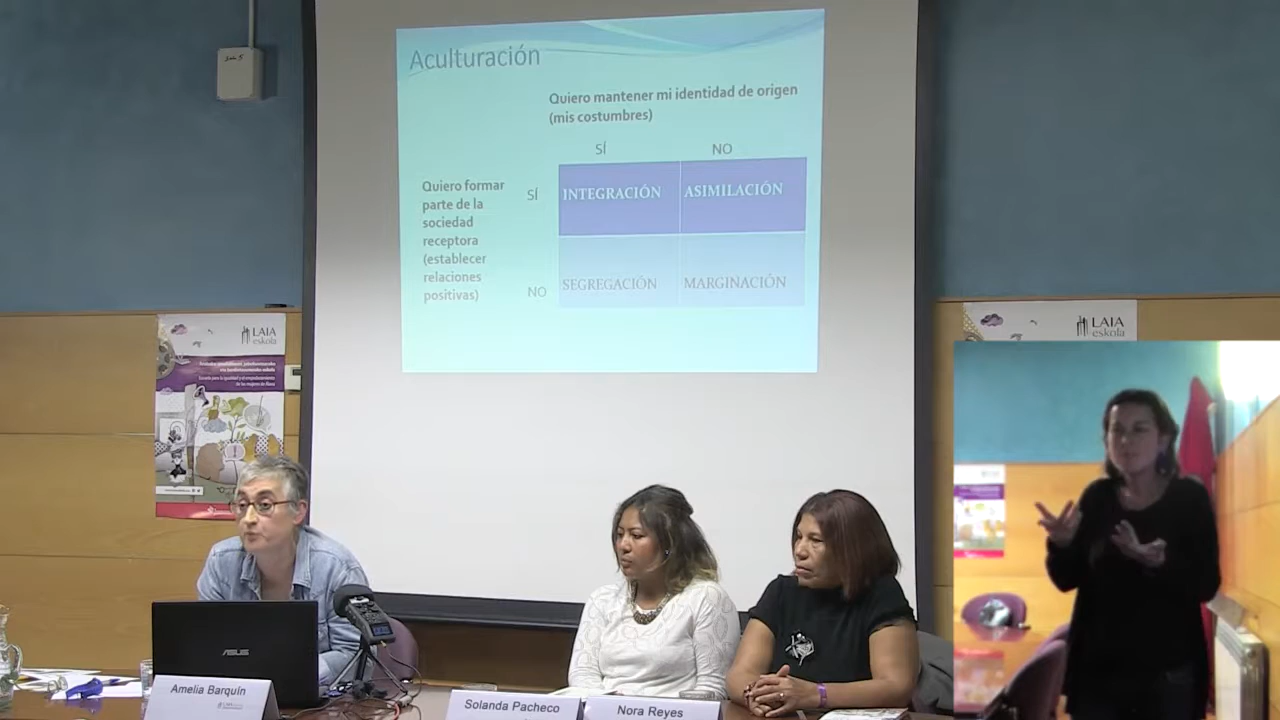 Aculturación
Quiero mantener mi identidad de origen
(mis costumbres)
SÍ NO
Quiero formar
parte de la
sociedad
receptora
(establecer
relaciones
positivas)
SÍ INTEGRACIÓN ASIMILACIÓN
NO SEGREGACIÓN MARGINACIÓN
LAIA
eskola
LAIA
eskola
ASUS
Amelia Barquín
Solanda Pacheco
Nora Reyes